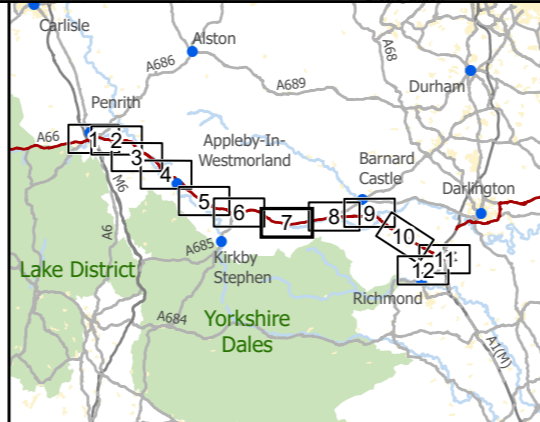 Carlisle
Alston
A686
A68
A689
Durham
Penrith
A66
1
2
3
4
5
6
7
8
9
10
11
12
Appleby-In-
Westmorland
Barnard
Castle
Darlington
M6
A6
A685
Kirkby
Stephen
Lake District
Richmond
A684
Yorkshire
Dales
A1(M)